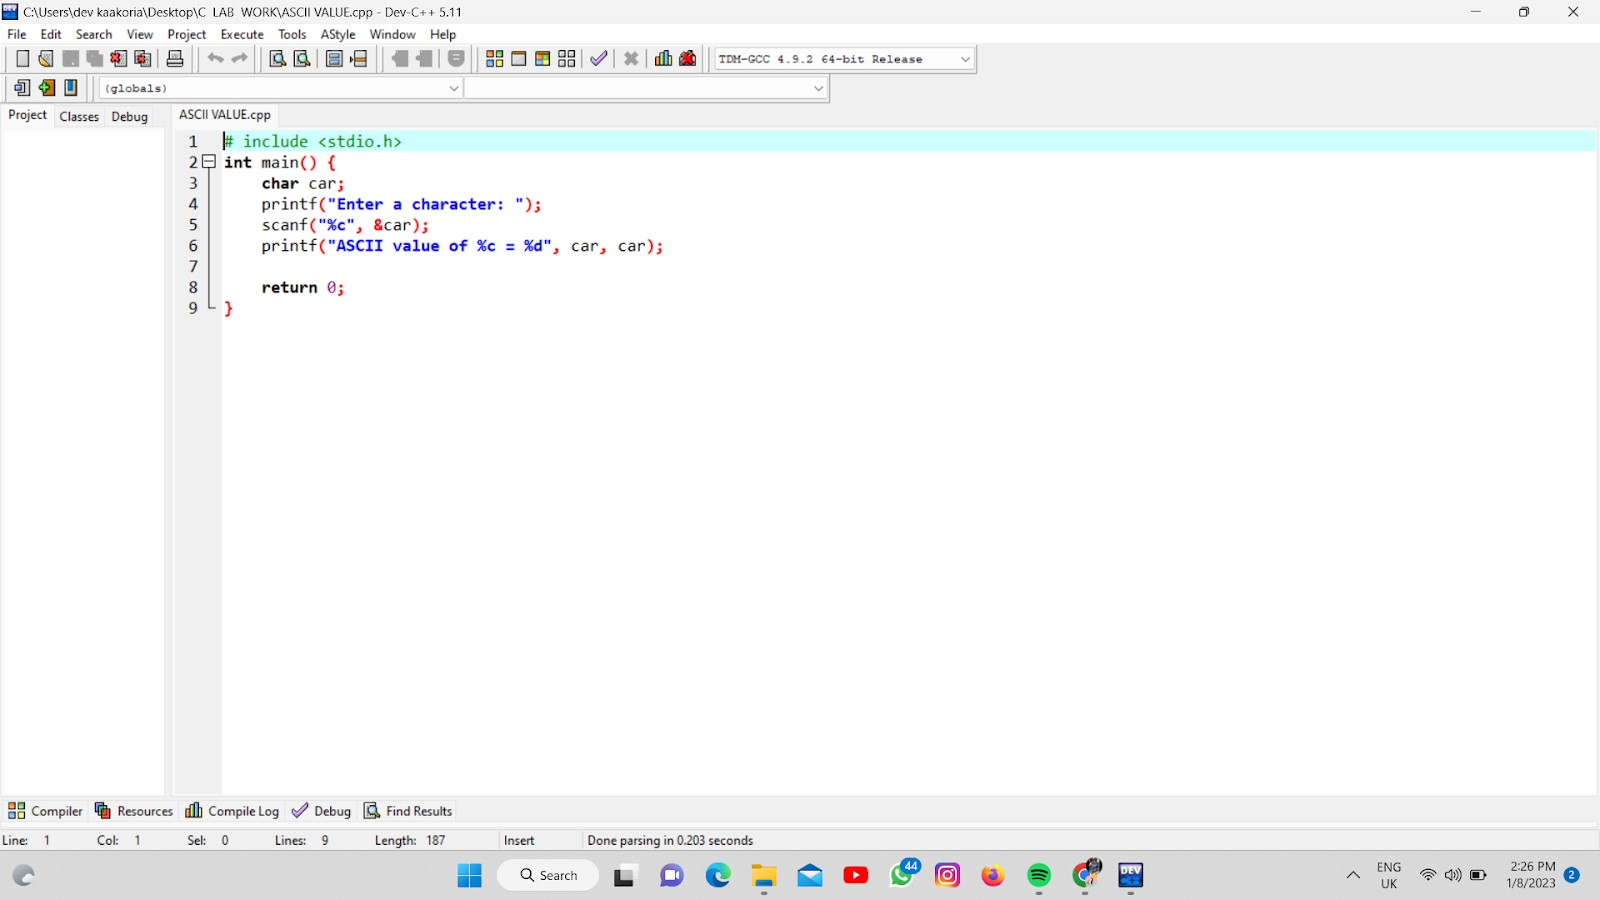 C:\Users\dev kaakoria\Desktop\C LAB WORK\ASCII VALUE.cpp - Dev-C++ 5.11
File Edit Search View Project Execute Tools AStyle Window Help
TDM-GCC 4.9.2 64-bit Release
(globals)
Project Classes Debug ASCII VALUE.cpp
1 # include <stdio.h>
2 int main() {
3 char car;
4 printf("Enter a character: ");
5 scanf("%c", &car);
6 printf("ASCII value of %c = %d", car, car);
7
8 return 0;
9 }
Compiler Resources Compile Log Debug Find Results
Line: 1 Col: 1 Sel: 0 Lines: 9 Length: 187 Insert Done parsing in 0.203 seconds
Search 44 DEV ENG 2:26 PM
UK 1/8/2023 2